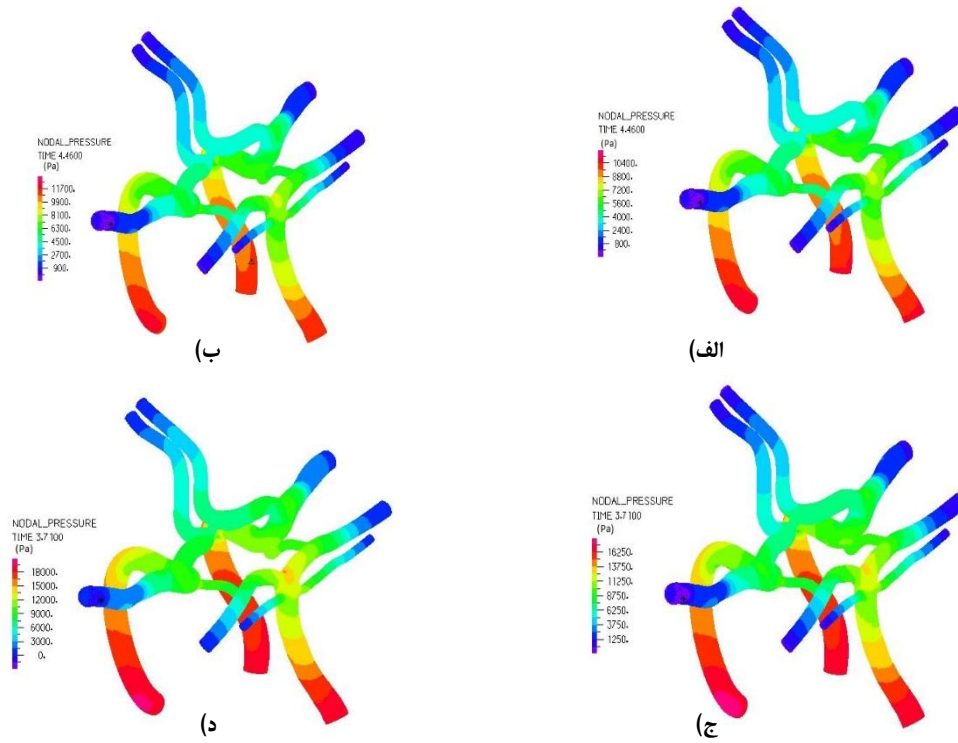 NODAL_PRESSURE
TIME 4.4600
(Pa)
10400.
8800.
7200.
5600.
4000.
2400.
800.
الف)
NODAL_PRESSURE
TIME 4.4600
(Pa)
11700.
9900.
8100.
6300.
4500.
2700.
900.
ب)
NODAL_PRESSURE
TIME 3.7100
(Pa)
16250.
13750.
11250.
8750.
6250.
3750.
1250.
ج)
NODAL_PRESSURE
TIME 3.7100
(Pa)
18000.
15000.
12000.
9000.
6000.
3000.
0.
د)